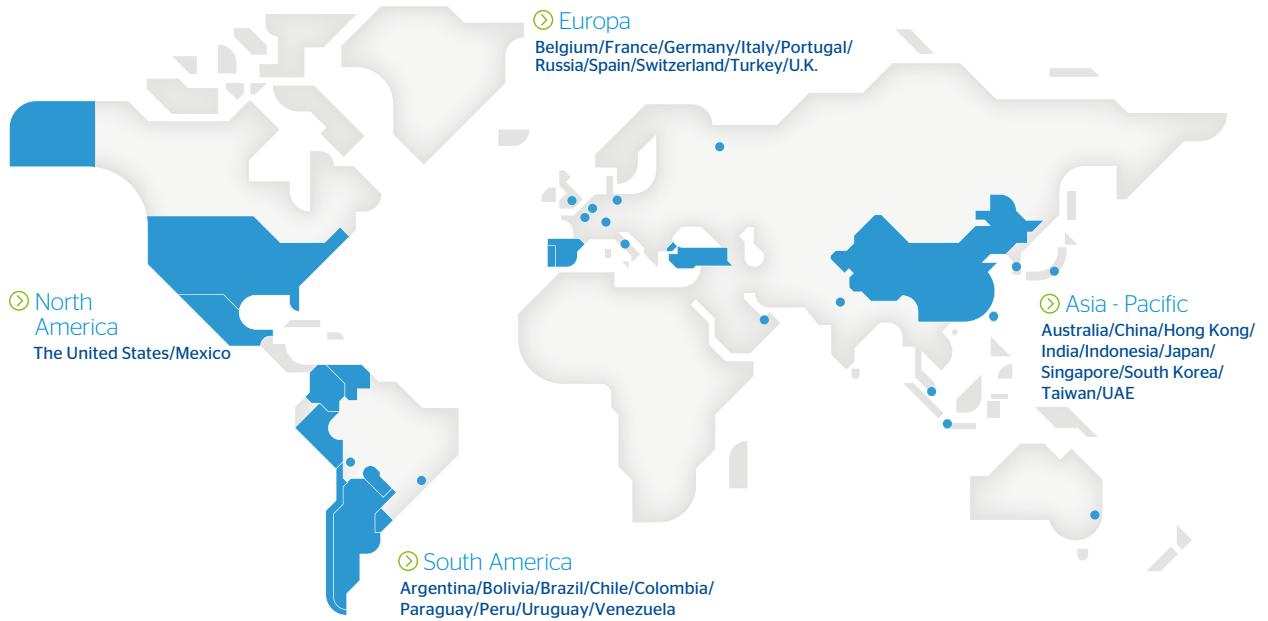 Europa
Belgium/France/Germany/Italy/Portugal/
Russia/Spain/Switzerland/Turkey/U.K.
North
America
The United States/Mexico
Asia - Pacific
Australia/China/Hong Kong/
India/Indonesia/Japan/
Singapore/South Korea/
Taiwan/UAE
South America
Argentina/Bolivia/Brazil/Chile/Colombia/
Paraguay/Peru/Uruguay/Venezuela